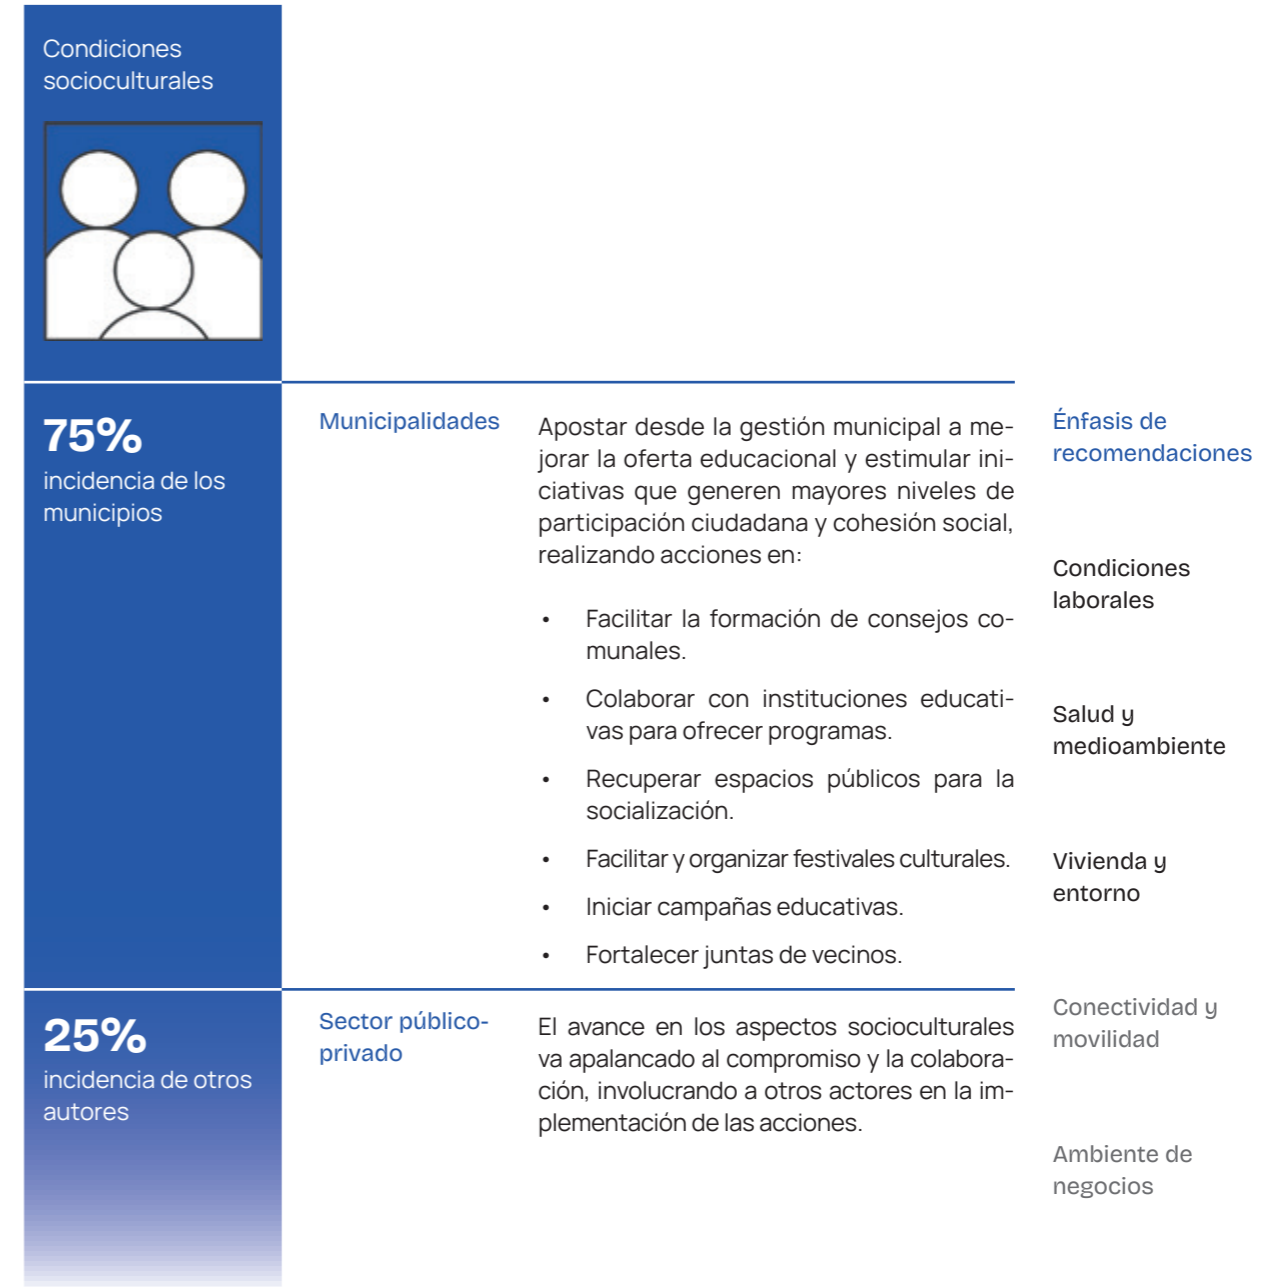 Condiciones
socioculturales
75%
incidencia de los
municipios
Municipalidades
Apostar desde la gestión municipal a me-
jorar la oferta educacional y estimular ini-
ciativas que generen mayores niveles de
participación ciudadana y cohesión social,
realizando acciones en:
• Facilitar la formación de consejos co-
munales.
• Colaborar con instituciones educati-
vas para ofrecer programas.
• Recuperar espacios públicos para la
socialización.
• Facilitar y organizar festivales culturales.
• Iniciar campañas educativas.
• Fortalecer juntas de vecinos.
25%
incidencia de otros
autores
Sector público-
privado
El avance en los aspectos socioculturales
va apalancado al compromiso y la colabora-
ción, involucrando a otros actores en la im-
plementación de las acciones.
Énfasis de
recomendaciones
Condiciones
laborales
Salud y
medioambiente
Vivienda y
entorno
Conectividad y
movilidad
Ambiente de
negocios